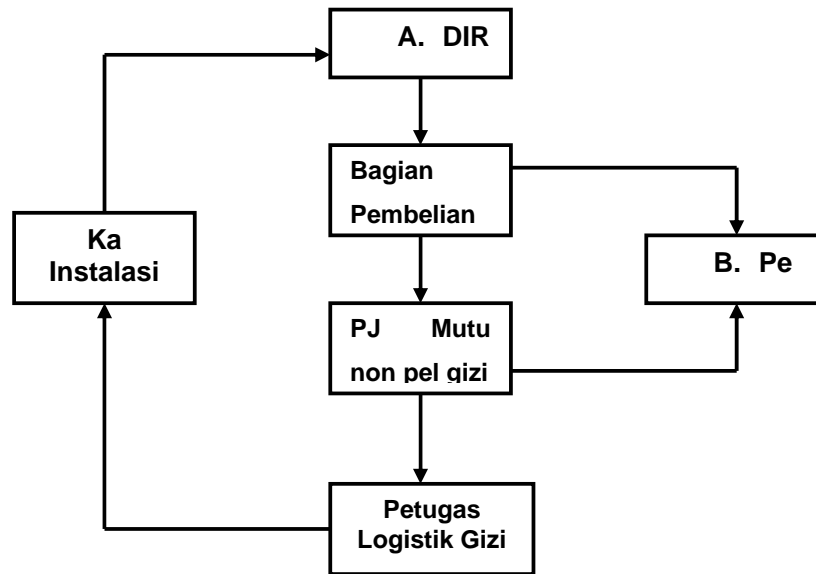 A. DIR
Bagian
Pembelian
Ka
Instalasi
B. Pe
PJ Mutu
non pel gizi
Petugas
Logistik Gizi